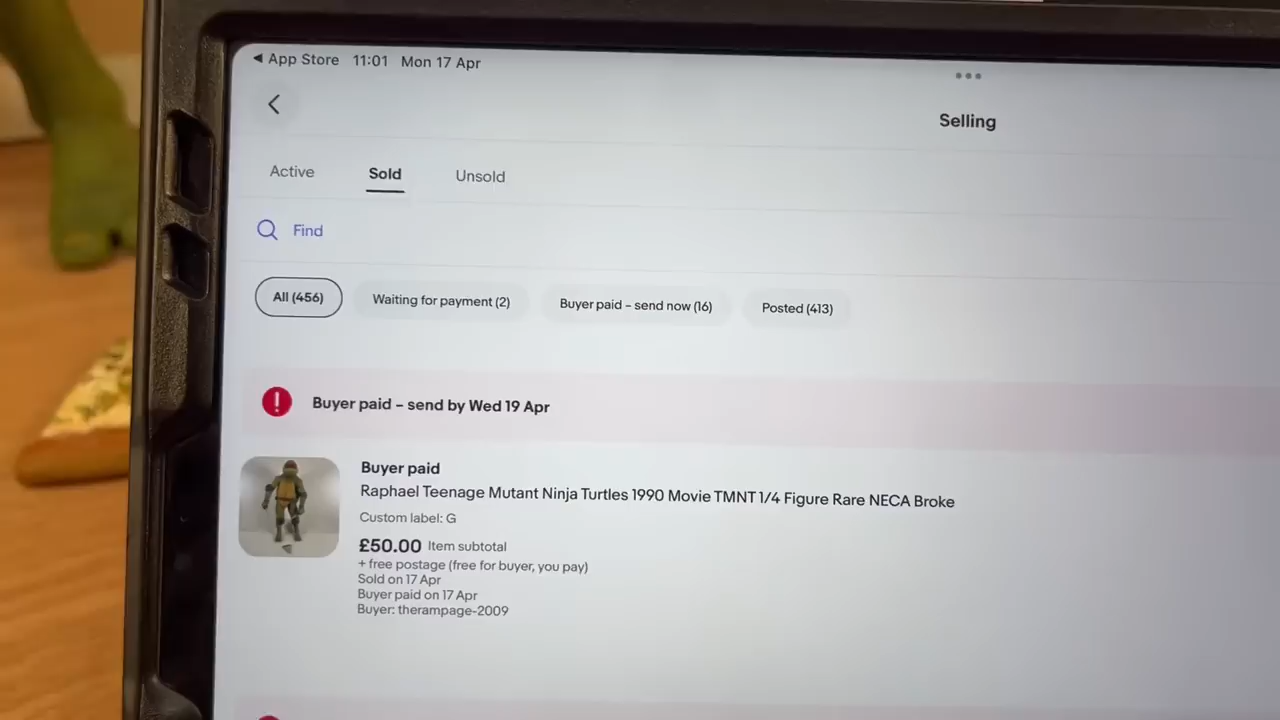 App Store 11:01 Mon 17 Apr
Selling
Active Sold Unsold
Find
All (456) Waiting for payment (2) Buyer paid – send now (16) Posted (413)
Buyer paid – send by Wed 19 Apr
Buyer paid
Raphael Teenage Mutant Ninja Turtles 1990 Movie TMNT 1/4 Figure Rare NECA Broke
Custom label: G
£50.00 Item subtotal
+ free postage (free for buyer, you pay)
Sold on 17 Apr
Buyer paid on 17 Apr
Buyer: therampage-2009